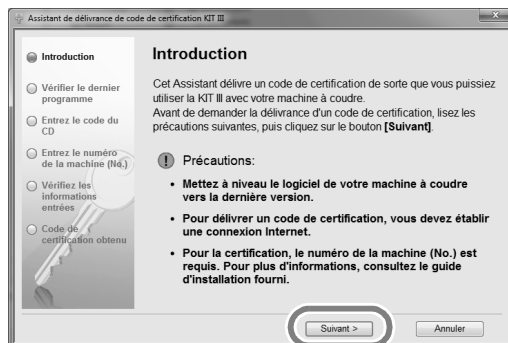 Assistant de délivrance de code de certification KIT III
Introduction
Vérifier le dernier
programme
Entrez le code du
CD
Entrez le numéro
de la machine (No.)
Vérifiez les
informations
entrées
Code de
certification obtenu
Introduction
Cet Assistant délivre un code de certification de sorte que vous puissiez
utiliser la KIT III avec votre machine à coudre.
Avant de demander la délivrance d'un code de certification, lisez les
précautions suivantes, puis cliquez sur le bouton [Suivant].
Précautions:
• Mettez à niveau le logiciel de votre machine à coudre
vers la dernière version.
• Pour délivrer un code de certification, vous devez établir
une connexion Internet.
• Pour la certification, le numéro de la machine (No.) est
requis. Pour plus d'informations, consultez le guide
d'installation fourni.
Suivant >
Annuler